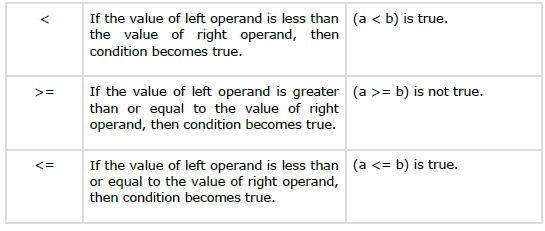 < If the value of left operand is less than (a < b) is true.
the value of right operand, then
condition becomes true.
>= If the value of left operand is greater (a >= b) is not true.
than or equal to the value of right
operand, then condition becomes true.
<= If the value of left operand is less than (a <= b) is true.
or equal to the value of right operand,
then condition becomes true.